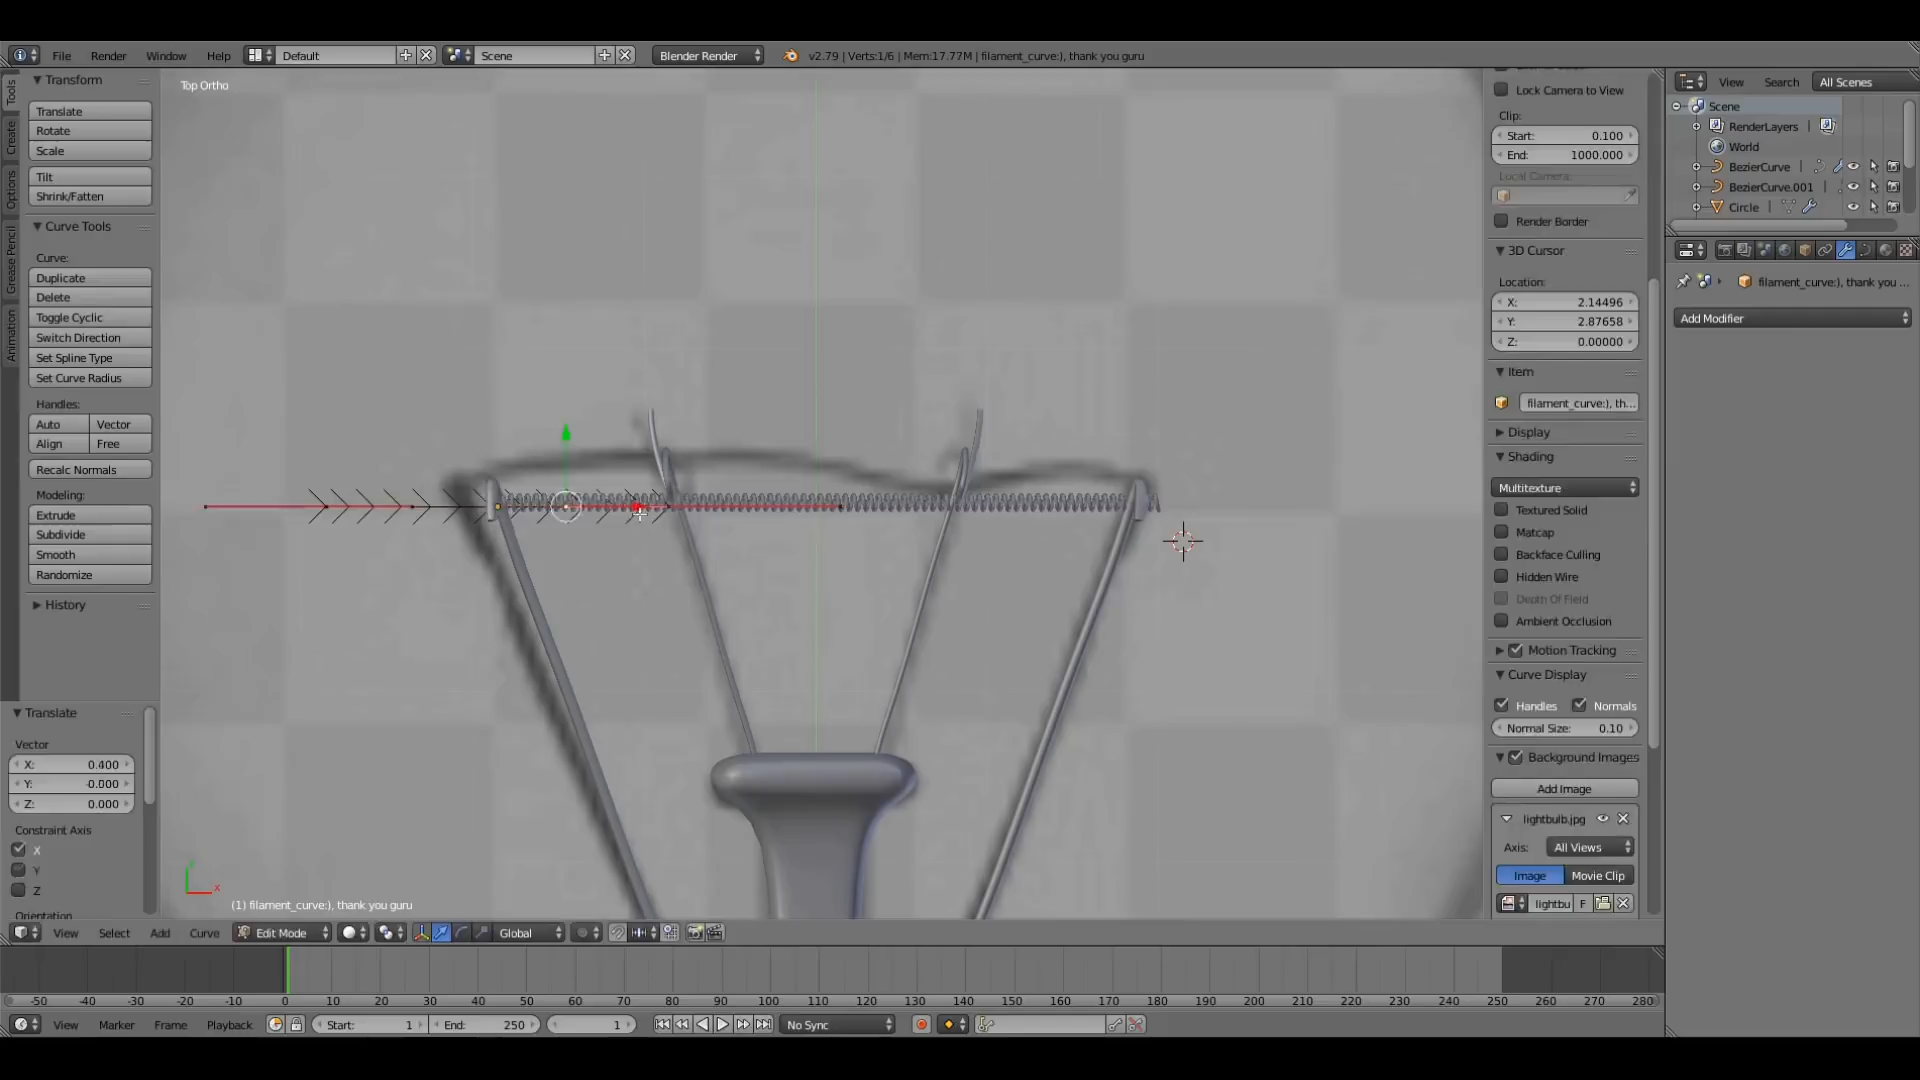 File Render Window Help Default Scene Blender Render v2.79 | Verts:1/6 | Mem:17.77M | filament_curve:), thank you guru
Tools
Create
Options
Grease Pencil
Animation
Transform
Translate
Rotate
Scale
Tilt
Shrink/Fatten
Curve Tools
Curve:
Duplicate
Delete
Toggle Cyclic
Switch Direction
Set Spline Type
Set Curve Radius
Handles:
Auto Vector
Align Free
Recalc Normals
Modeling:
Extrude
Subdivide
Smooth
Randomize
History
Translate
Vector
X: 0.400
Y: -0.000
Z: 0.000
Constraint Axis
X
Y
Z
Orientation
Top Ortho
(1) filament_curve:), thank you guru
Lock Camera to View
Clip:
Start: 0.100
End: 1000.000
Local Camera:
Render Border
3D Cursor
Location:
X: 2.14496
Y: 2.87658
Z: 0.00000
Item
filament_curve:), th...
Display
Shading
Multitexture
Textured Solid
Matcap
Backface Culling
Hidden Wire
Depth Of Field
Ambient Occlusion
Motion Tracking
Curve Display
Handles Normals
Normal Size: 0.10
Background Images
Add Image
lightbulb.jpg
Axis: All Views
Image Movie Clip
lightbu F
View Search All Scenes
Scene
RenderLayers
World
BezierCurve
BezierCurve.001
Circle
filament_curve:), thank you ...
Add Modifier
View Select Add Curve Edit Mode Global
-50 -40 -30 -20 -10 0 10 20 30 40 50 60 70 80 90 100 110 120 130 140 150 160 170 180 190 200 210 220 230 240 250 260 270 280
View Marker Frame Playback Start: 1 End: 250 1 No Sync